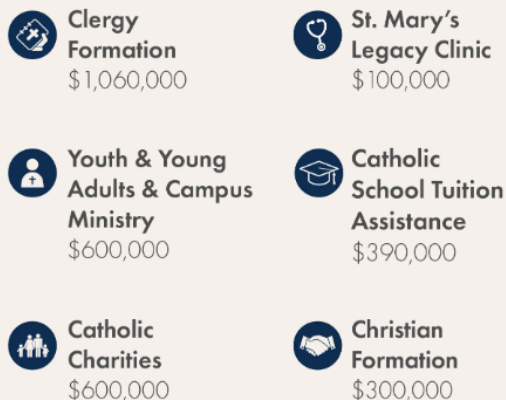 Clergy
Formation
$1,060,000
St. Mary's
Legacy Clinic
$100,000
Youth & Young
Adults & Campus
Ministry
$600,000
Catholic
School Tuition
Assistance
$390,000
Catholic
Charities
$600,000
Christian
Formation
$300,000